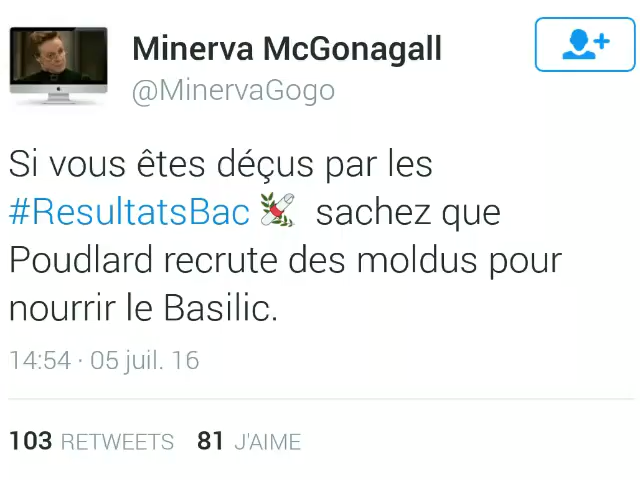 Minerva McGonagall
@MinervaGogo
Si vous êtes déçus par les
#ResultatsBac sachez que
Poudlard recrute des moldus pour
nourrir le Basilic.
14:54 · 05 juil. 16
103 RETWEETS 81 J'AIME